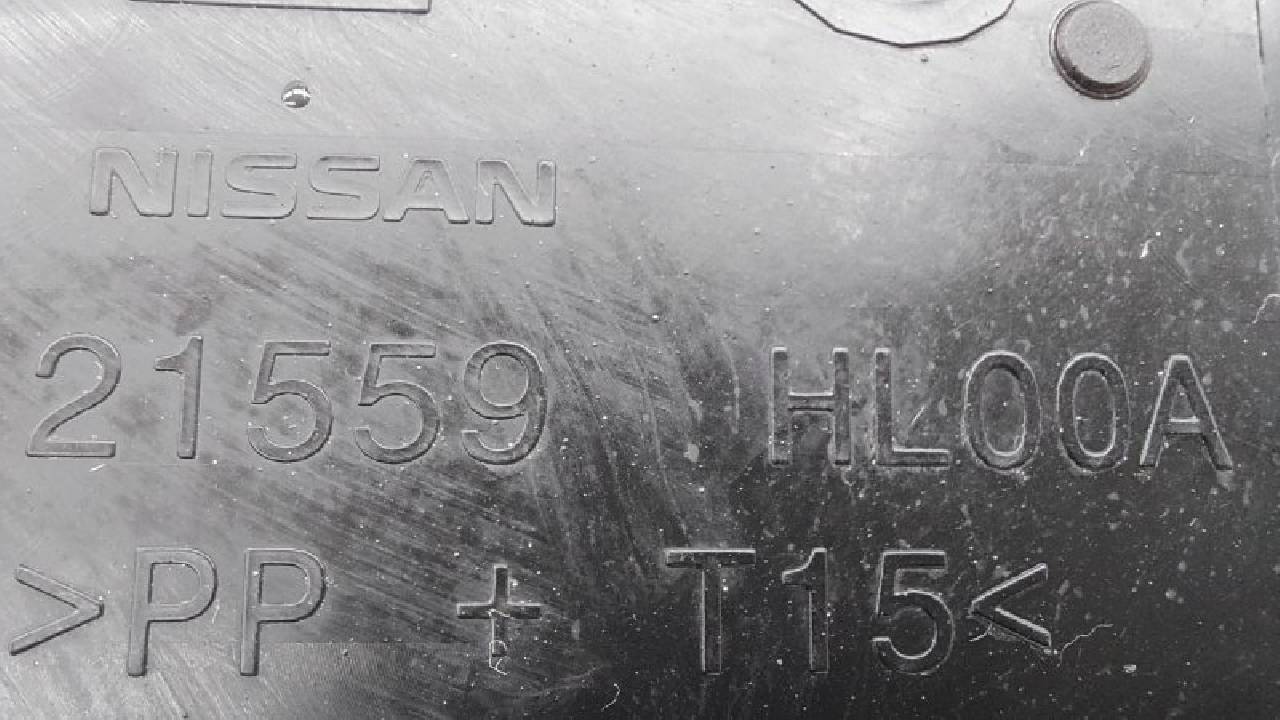 NISSAN
21559 HL00A
>PP + T15<